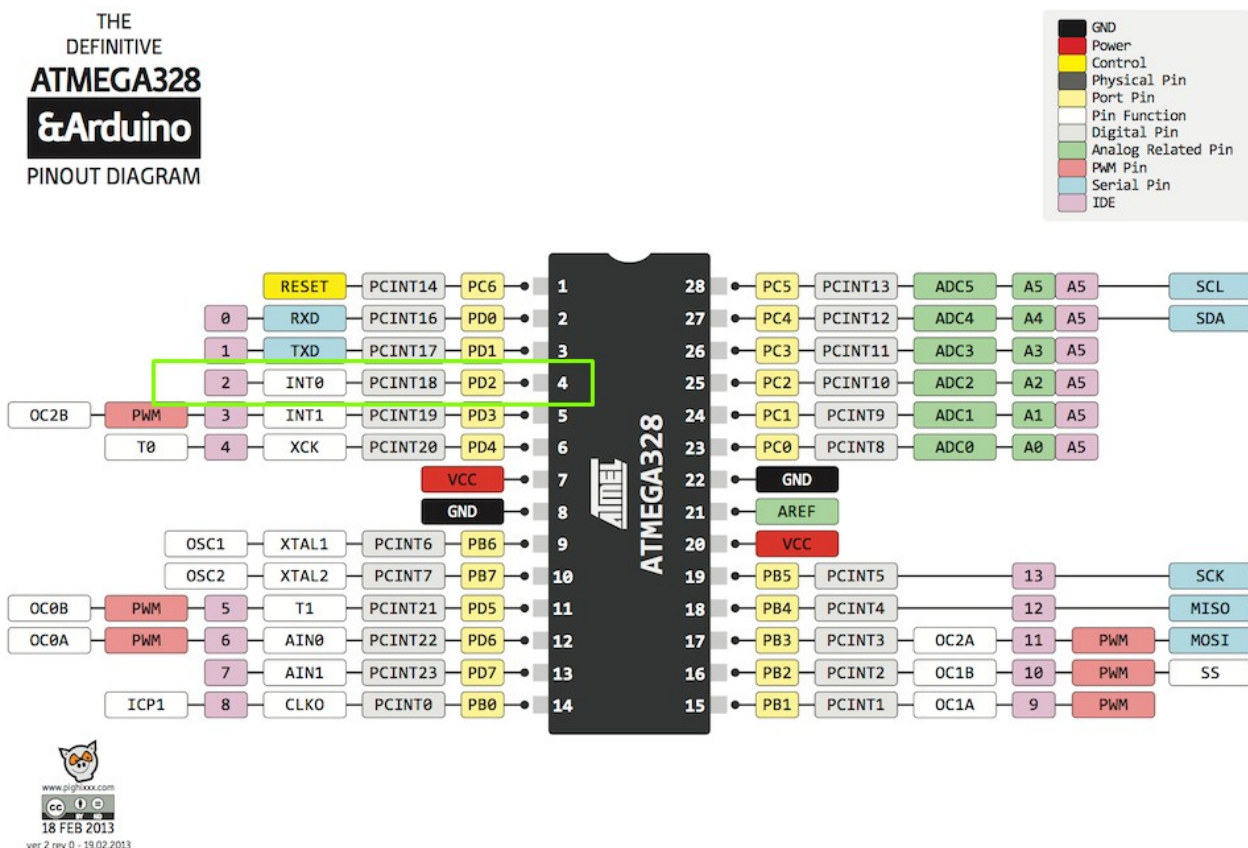 THE
DEFINITIVE
ATMEGA328
&Arduino
PINOUT DIAGRAM
GND
Power
Control
Physical Pin
Port Pin
Pin Function
Digital Pin
Analog Related Pin
PWM Pin
Serial Pin
IDE
RESET PCINT14 PC6 1 28 PC5 PCINT13 ADC5 A5 A5 SCL
0 RXD PCINT16 PD0 2 27 PC4 PCINT12 ADC4 A4 A5 SDA
1 TXD PCINT17 PD1 3 26 PC3 PCINT11 ADC3 A3 A5
2 INT0 PCINT18 PD2 4 25 PC2 PCINT10 ADC2 A2 A5
OC2B PWM 3 INT1 PCINT19 PD3 5 24 PC1 PCINT9 ADC1 A1 A5
T0 4 XCK PCINT20 PD4 6 23 PC0 PCINT8 ADC0 A0 A5
VCC 7 22 GND
GND 8 21 AREF
ATMEL
ATMEGA328
OSC1 XTAL1 PCINT6 PB6 9 20 VCC
OSC2 XTAL2 PCINT7 PB7 10 19 PB5 PCINT5 13 SCK
OC0B PWM 5 T1 PCINT21 PD5 11 18 PB4 PCINT4 12 MISO
OC0A PWM 6 AIN0 PCINT22 PD6 12 17 PB3 PCINT3 OC2A 11 PWM MOSI
7 AIN1 PCINT23 PD7 13 16 PB2 PCINT2 OC1B 10 PWM SS
ICP1 8 CLKO PCINT0 PB0 14 15 PB1 PCINT1 OC1A 9 PWM
www.pighixxx.com
cc
BY ND
18 FEB 2013
ver 2 rev 0 - 19.02.2013